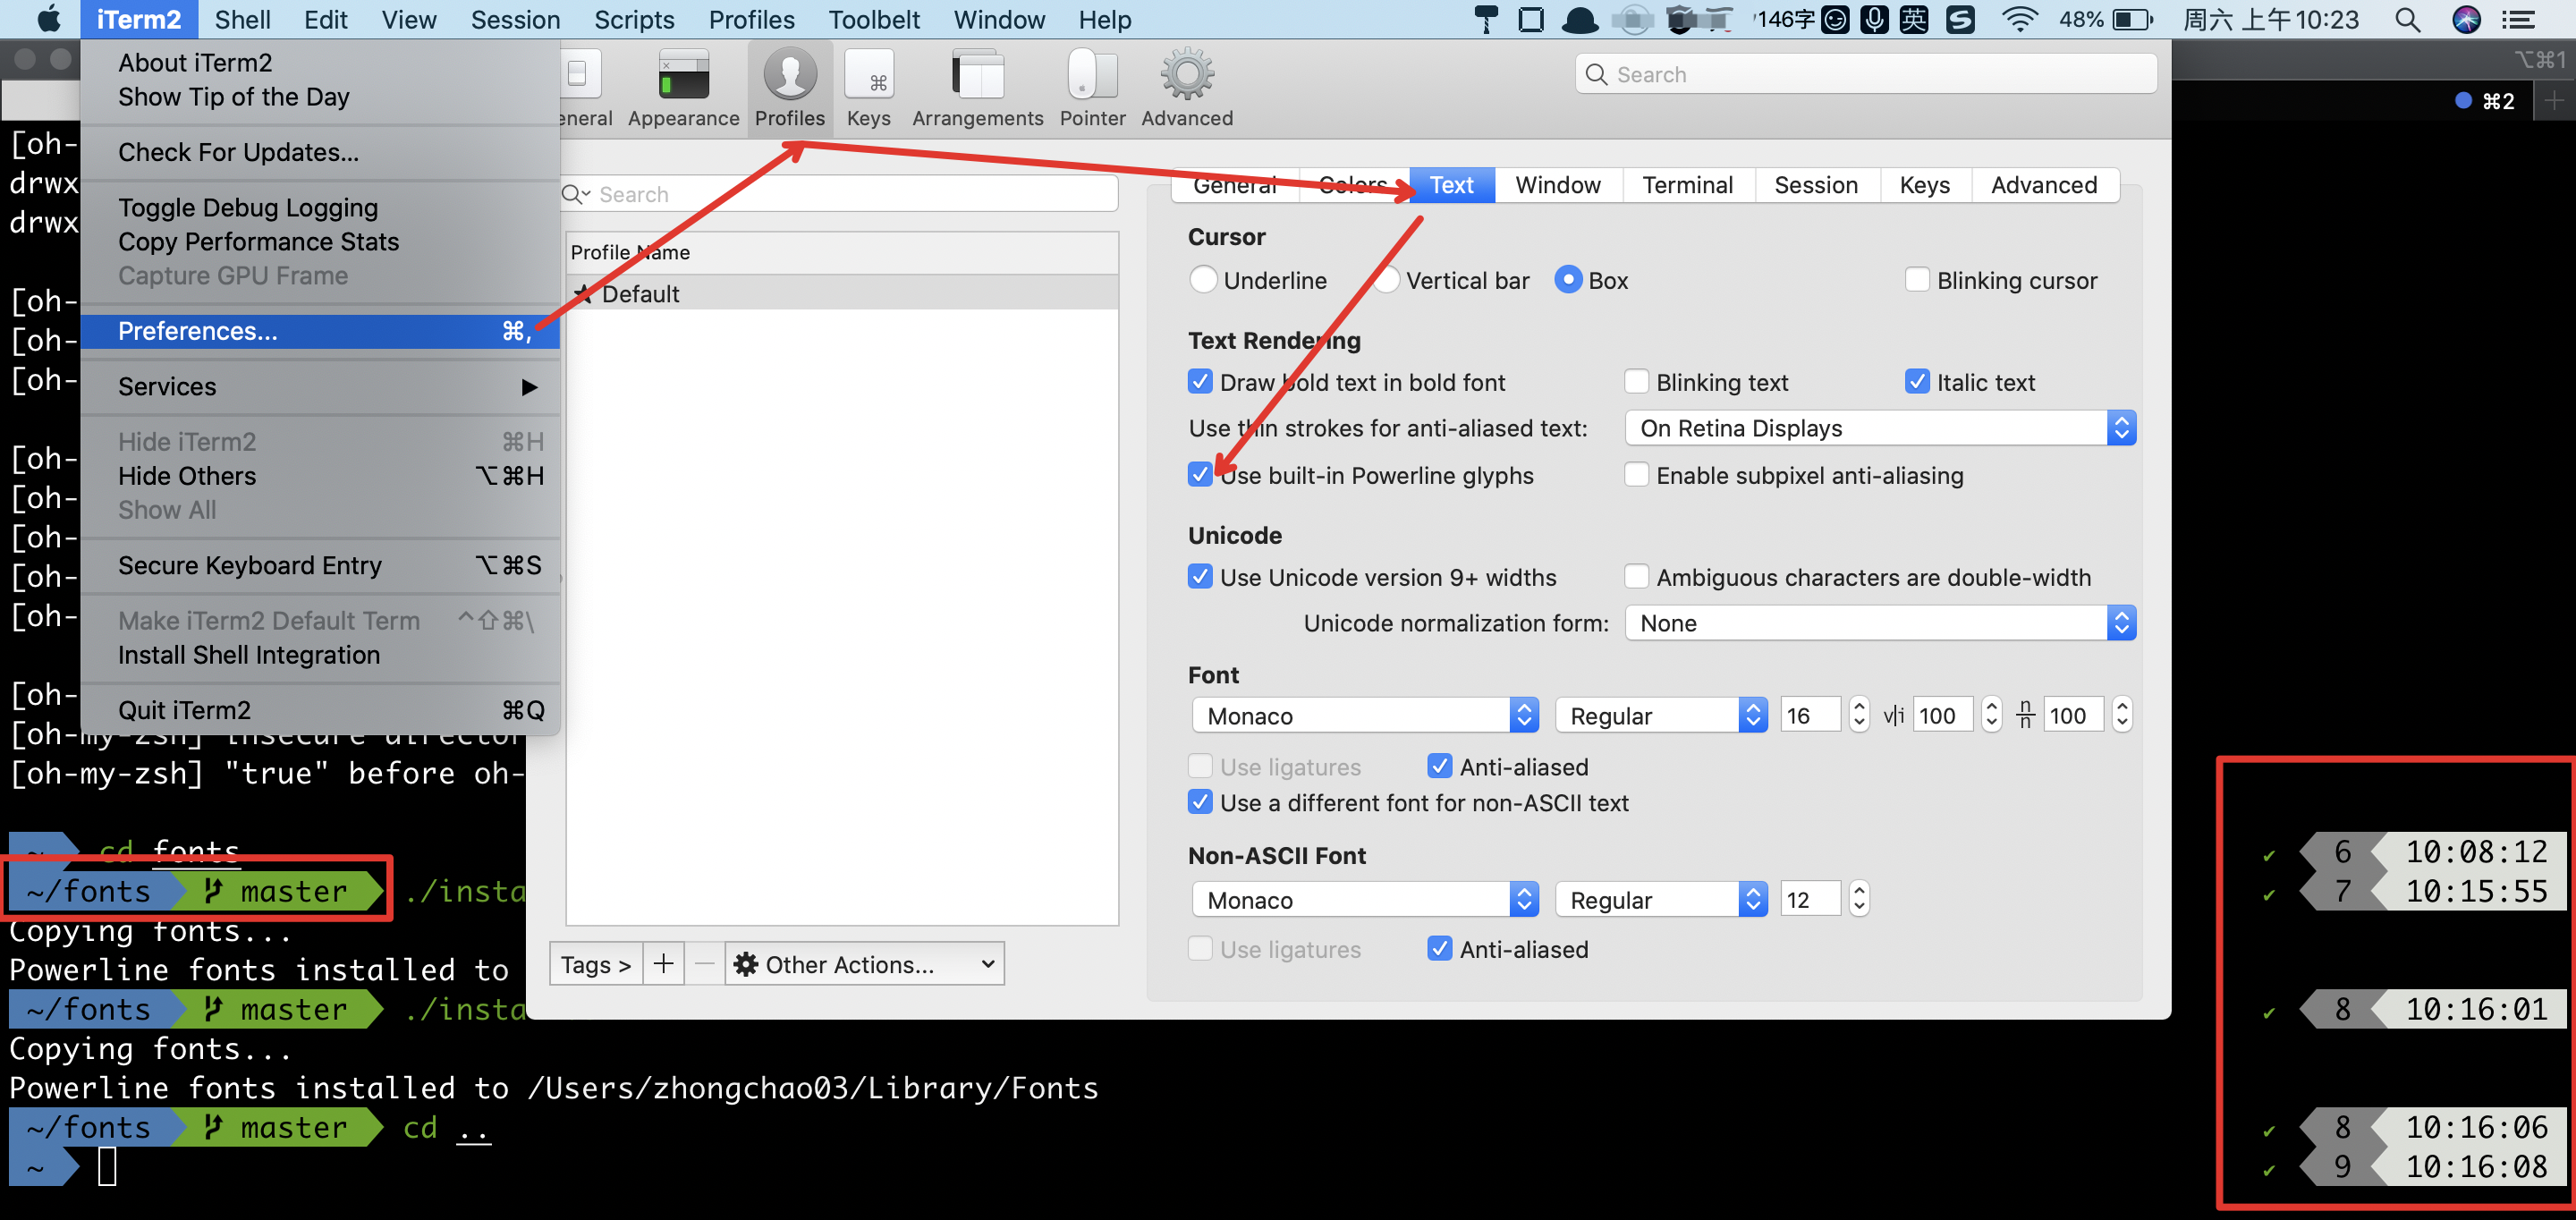 iTerm2 Shell Edit View Session Scripts Profiles Toolbelt Window Help 146字 英 48% 周六 上午10:23
About iTerm2
Show Tip of the Day
Check For Updates...
Toggle Debug Logging
Copy Performance Stats
Capture GPU Frame
Preferences... ⌘,
Services ▶
Hide iTerm2 ⌘H
Hide Others ⌥⌘H
Show All
Secure Keyboard Entry ⌥⌘S
Make iTerm2 Default Term ^⇧⌘\
Install Shell Integration
Quit iTerm2 ⌘Q
eneral Appearance Profiles Keys Arrangements Pointer Advanced
Search
⌥⌘1
⌘2 +
Search
Profile Name
★ Default
Tags > + − Other Actions...
General Colors Text Window Terminal Session Keys Advanced
Cursor
Underline Vertical bar Box Blinking cursor
Text Rendering
Draw bold text in bold font Blinking text Italic text
Use thin strokes for anti-aliased text: On Retina Displays
Use built-in Powerline glyphs Enable subpixel anti-aliasing
Unicode
Use Unicode version 9+ widths Ambiguous characters are double-width
Unicode normalization form: None
Font
Monaco Regular 16 v|i 100 n/n 100
Use ligatures Anti-aliased
Use a different font for non-ASCII text
Non-ASCII Font
Monaco Regular 12
Use ligatures Anti-aliased
[oh-
drwx
drwx
[oh-
[oh-
[oh-
[oh-
[oh-
[oh-
[oh-
[oh-
[oh-
[oh-my-zsh] insecure director
[oh-my-zsh] "true" before oh-
~ cd fonts ✔ 6 10:08:12
~/fonts master ./insta ✔ 7 10:15:55
Copying fonts...
Powerline fonts installed to
~/fonts master ./insta ✔ 8 10:16:01
Copying fonts...
Powerline fonts installed to /Users/zhongchao03/Library/Fonts
~/fonts master cd .. ✔ 8 10:16:06
~ ✔ 9 10:16:08